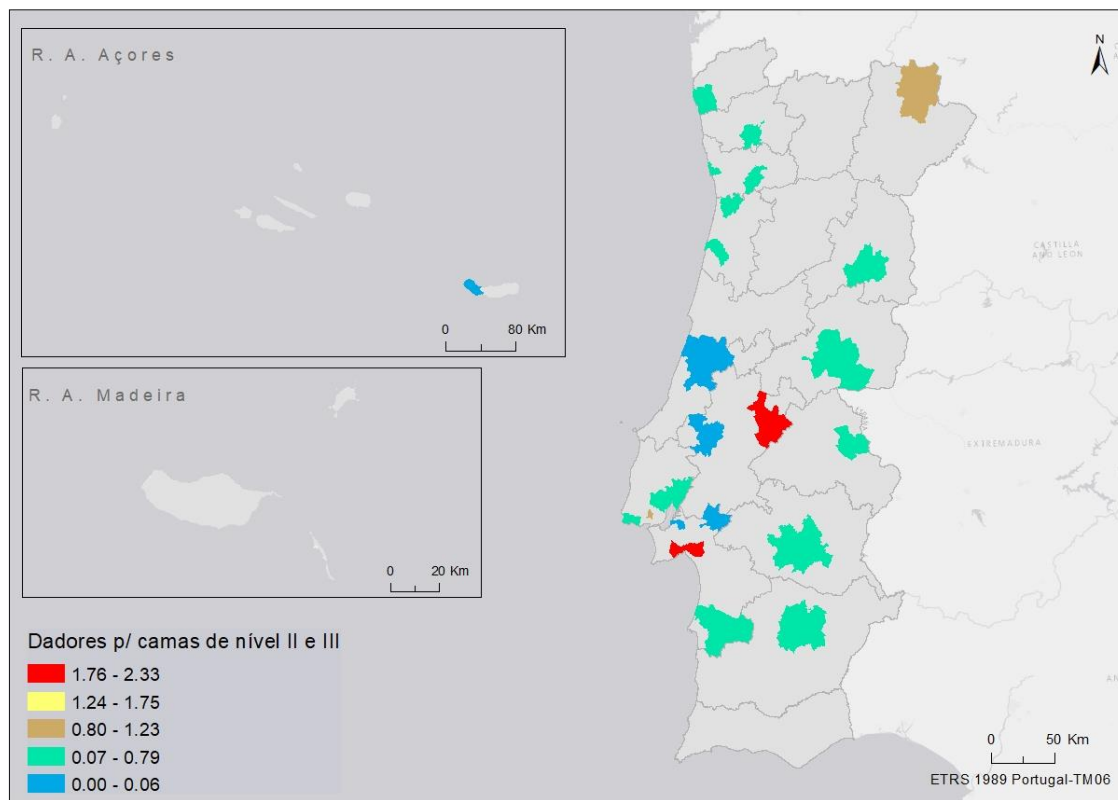 R. A. Açores
0 80 Km
R. A. Madeira
0 20 Km
Dadores p/ camas de nível II e III
1.76 - 2.33
1.24 - 1.75
0.80 - 1.23
0.07 - 0.79
0.00 - 0.06
N
CASTILLA
AND LEON
EXTREMADURA
0 50 Km
ETRS 1989 Portugal-TM06